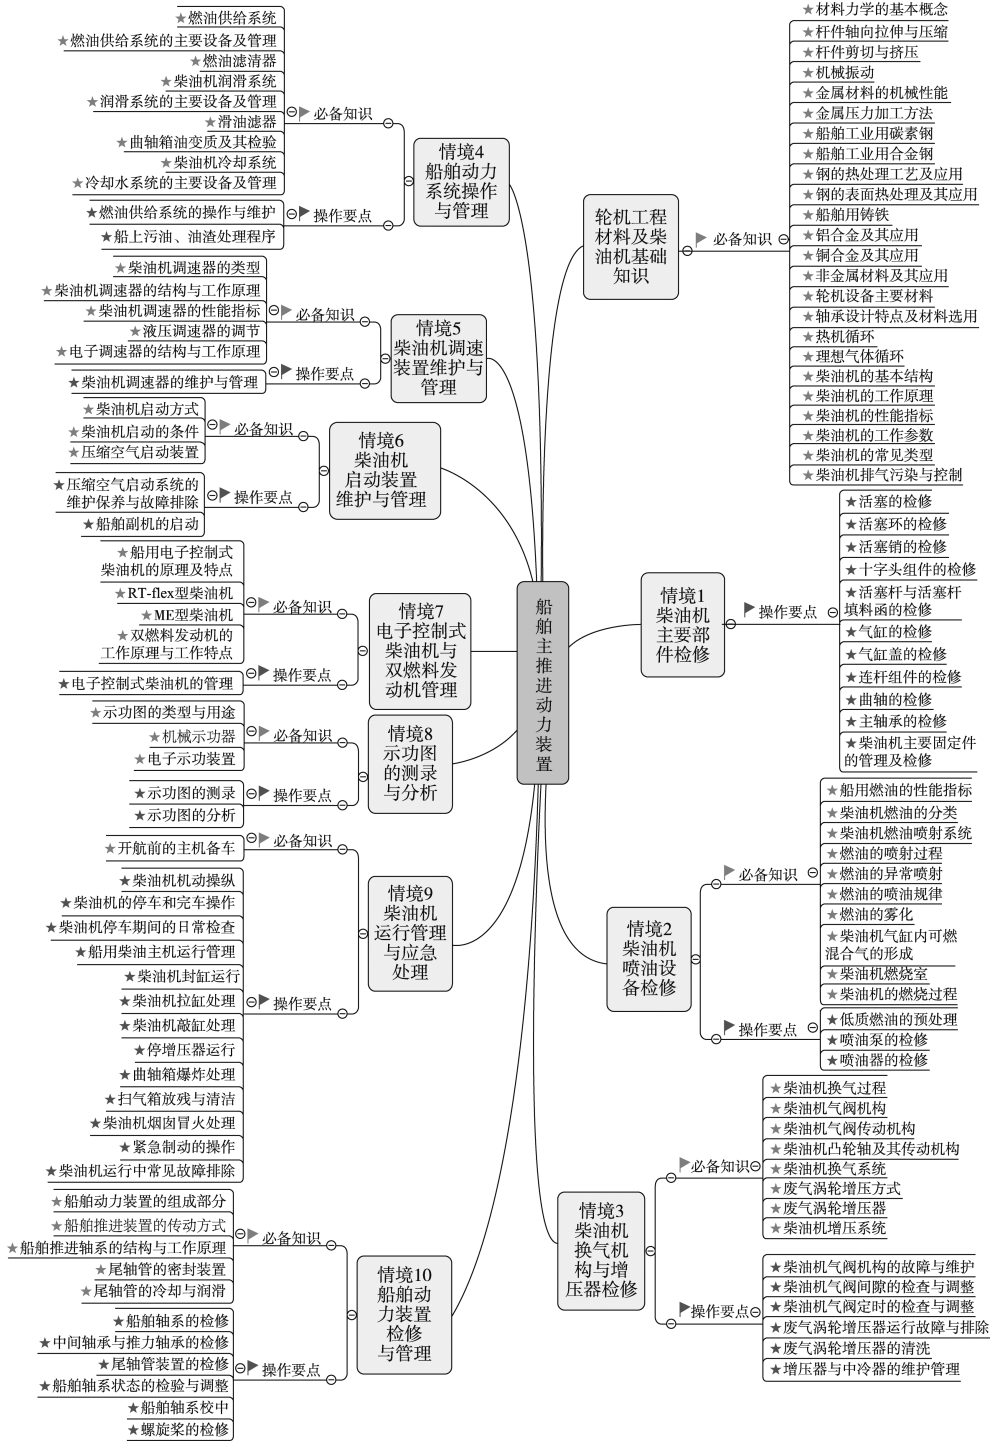 船舶主推进动力装置
轮机工程
材料及柴
油机基础
知识
必备知识
★材料力学的基本概念
★杆件轴向拉伸与压缩
★杆件剪切与挤压
★机械振动
★金属材料的机械性能
★金属压力加工方法
★船舶工业用碳素钢
★船舶工业用合金钢
★钢的热处理工艺及应用
★钢的表面热处理及其应用
★船舶用铸铁
★铝合金及其应用
★铜合金及其应用
★非金属材料及其应用
★轮机设备主要材料
★轴承设计特点及材料选用
★热机循环
★理想气体循环
★柴油机的基本结构
★柴油机的工作原理
★柴油机的性能指标
★柴油机的工作参数
★柴油机的常见类型
★柴油机排气污染与控制
情境1
柴油机
主要部
件检修
操作要点
★活塞的检修
★活塞环的检修
★活塞销的检修
★十字头组件的检修
★活塞杆与活塞杆
填料函的检修
★气缸的检修
★气缸盖的检修
★连杆组件的检修
★曲轴的检修
★主轴承的检修
★柴油机主要固定件
的管理及检修
情境2
柴油机
喷油设
备检修
必备知识
★船用燃油的性能指标
★柴油机燃油的分类
★柴油机燃油喷射系统
★燃油的喷射过程
★燃油的异常喷射
★燃油的喷油规律
★燃油的雾化
★柴油机气缸内可燃
混合气的形成
★柴油机燃烧室
★柴油机的燃烧过程
操作要点
★低质燃油的预处理
★喷油泵的检修
★喷油器的检修
情境3
柴油机
换气机
构与增
压器检修
必备知识
★柴油机换气过程
★柴油机气阀机构
★柴油机气阀传动机构
★柴油机凸轮轴及其传动机构
★柴油机换气系统
★废气涡轮增压方式
★废气涡轮增压器
★柴油机增压系统
操作要点
★柴油机气阀机构的故障与维护
★柴油机气阀间隙的检查与调整
★柴油机气阀定时的检查与调整
★废气涡轮增压器运行故障与排除
★废气涡轮增压器的清洗
★增压器与中冷器的维护管理
情境4
船舶动力
系统操作
与管理
必备知识
★燃油供给系统
★燃油供给系统的主要设备及管理
★燃油滤清器
★柴油机润滑系统
★润滑系统的主要设备及管理
★滑油滤器
★曲轴箱油变质及其检验
★柴油机冷却系统
★冷却水系统的主要设备及管理
操作要点
★燃油供给系统的操作与维护
★船上污油、油渣处理程序
情境5
柴油机调速
装置维护与
管理
必备知识
★柴油机调速器的类型
★柴油机调速器的结构与工作原理
★柴油机调速器的性能指标
★液压调速器的调节
★电子调速器的结构与工作原理
操作要点
★柴油机调速器的维护与管理
情境6
柴油机
启动装置
维护与管理
必备知识
★柴油机启动方式
★柴油机启动的条件
★压缩空气启动装置
操作要点
★压缩空气启动系统的
维护保养与故障排除
★船舶副机的启动
情境7
电子控制式
柴油机与
双燃料发
动机管理
必备知识
★船用电子控制式
柴油机的原理及特点
★RT-flex型柴油机
★ME型柴油机
★双燃料发动机的
工作原理与工作特点
操作要点
★电子控制式柴油机的管理
情境8
示功图
的测录
与分析
必备知识
★示功图的类型与用途
★机械示功器
★电子示功装置
操作要点
★示功图的测录
★示功图的分析
情境9
柴油机
运行管理
与应急
处理
必备知识
★开航前的主机备车
操作要点
★柴油机机动操纵
★柴油机的停车和完车操作
★柴油机停车期间的日常检查
★船用柴油主机运行管理
★柴油机封缸运行
★柴油机拉缸处理
★柴油机敲缸处理
★停增压器运行
★曲轴箱爆炸处理
★扫气箱放残与清洁
★柴油机烟囱冒火处理
★紧急制动的操作
★柴油机运行中常见故障排除
情境10
船舶动
力装置
检修
与管理
必备知识
★船舶动力装置的组成部分
★船舶推进装置的传动方式
★船舶推进轴系的结构与工作原理
★尾轴管的密封装置
★尾轴管的冷却与润滑
操作要点
★船舶轴系的检修
★中间轴承与推力轴承的检修
★尾轴管装置的检修
★船舶轴系状态的检验与调整
★船舶轴系校中
★螺旋桨的检修